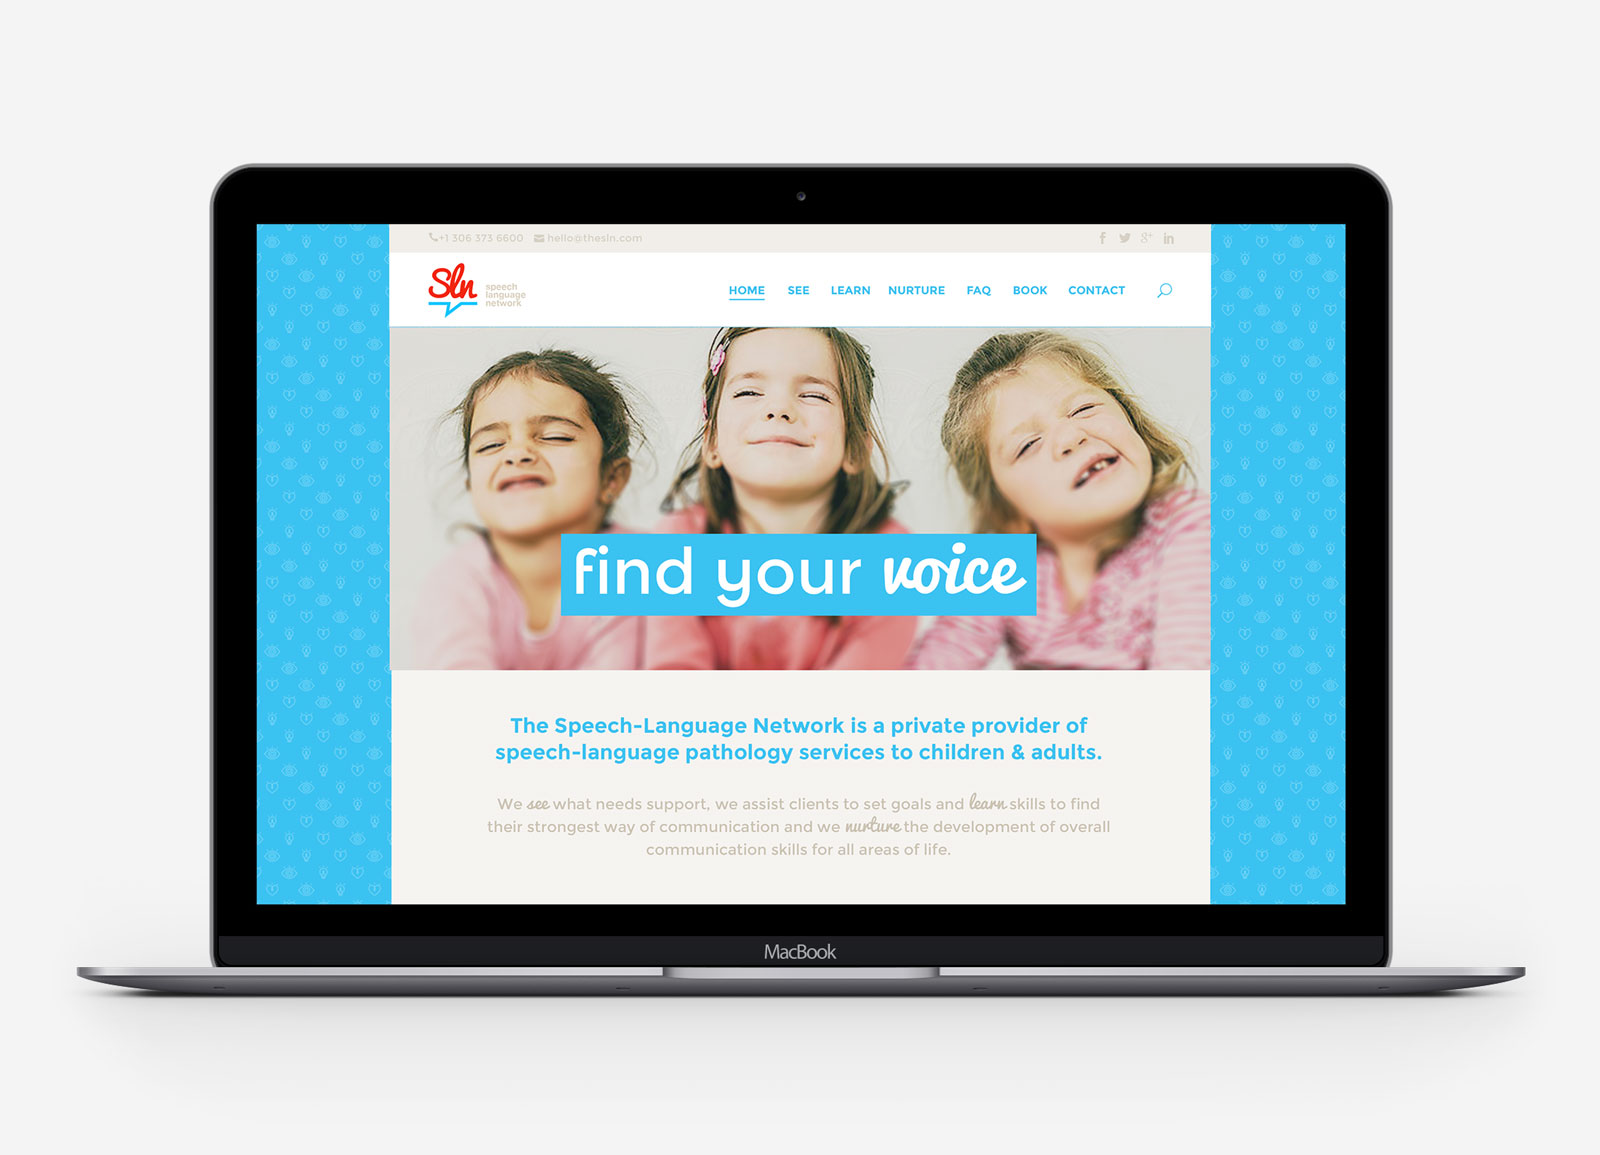 +1 306 373 6600 hello@thesln.com
Sln speech language network
HOME SEE LEARN NURTURE FAQ BOOK CONTACT
find your voice
The Speech-Language Network is a private provider of
speech-language pathology services to children & adults.
We see what needs support, we assist clients to set goals and learn skills to find
their strongest way of communication and we nurture the development of overall
communication skills for all areas of life.
MacBook